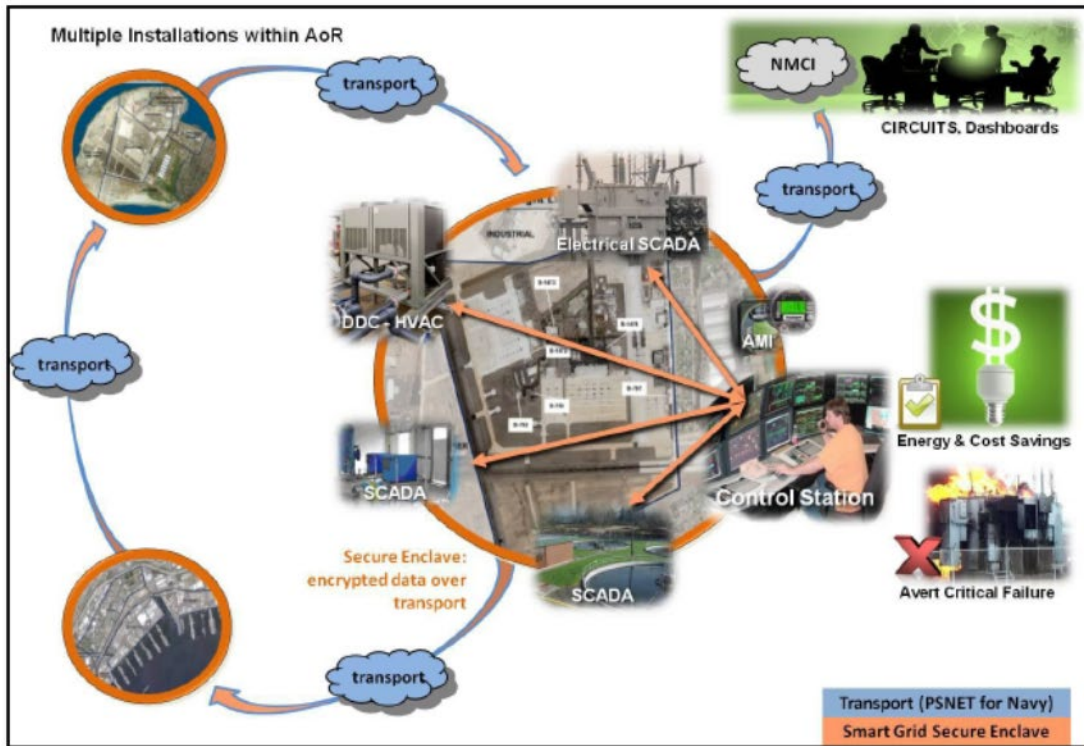 Multiple Installations within AoR
transport
NMCI
CIRCUITS, Dashboards
transport
INDUSTRIAL
Electrical SCADA
DDC - HVAC
AMI
transport
Energy & Cost Savings
SCADA
Control Station
Secure Enclave:
encrypted data over
transport
SCADA
Avert Critical Failure
transport
Transport (PSNET for Navy)
Smart Grid Secure Enclave